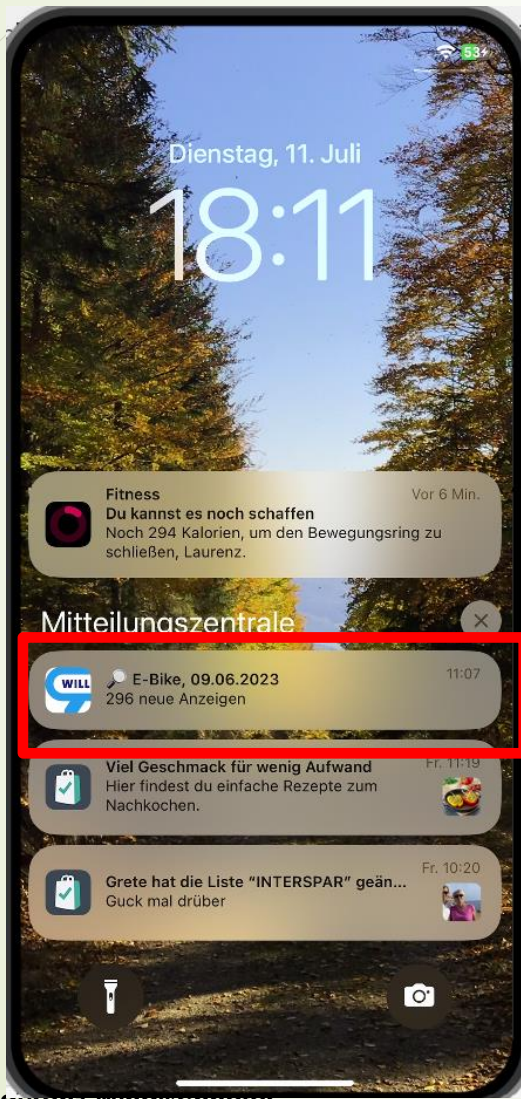 53
Dienstag, 11. Juli
18:11
Fitness
Vor 6 Min.
Du kannst es noch schaffen
Noch 294 Kalorien, um den Bewegungsring zu
schließen, Laurenz.
Mitteilungszentrale
WILL
🔎 E-Bike, 09.06.2023
11:07
296 neue Anzeigen
Viel Geschmack für wenig Aufwand
Fr. 11:19
Hier findest du einfache Rezepte zum
Nachkochen.
Fr. 10:20
Grete hat die Liste "INTERSPAR" geän...
Guck mal drüber